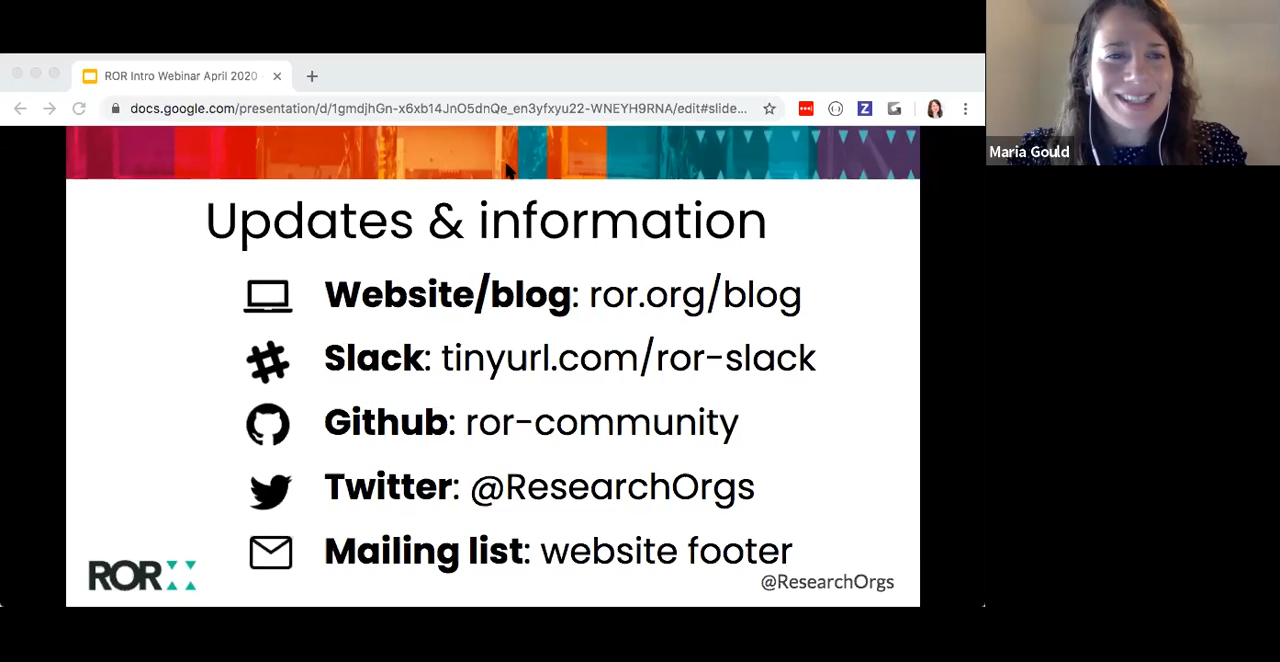 ROR Intro Webinar April 2020
docs.google.com/presentation/d/1gmdjhGn-x6xb14JnO5dnQe_en3yfxyu22-WNEYH9RNA/edit#slide...
Maria Gould
Updates & information
Website/blog: ror.org/blog
Slack: tinyurl.com/ror-slack
Github: ror-community
Twitter: @ResearchOrgs
Mailing list: website footer
ROR
@ResearchOrgs